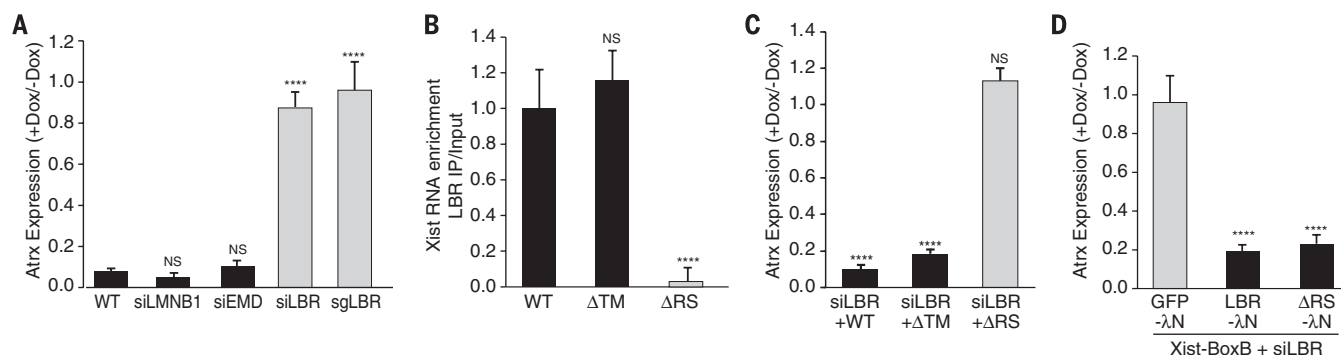 A
Atrx Expression (+Dox/-Dox)
1.2
1.0
0.8
0.6
0.4
0.2
0.0
NS
NS
****
****
WT siLMNB1 siEMD siLBR sgLBR
B
Xist RNA enrichment
LBR IP/Input
1.4
1.2
1.0
0.8
0.6
0.4
0.2
0.0
NS
****
WT ΔTM ΔRS
C
Atrx Expression (+Dox/-Dox)
1.4
1.2
1.0
0.8
0.6
0.4
0.2
0
****
****
NS
siLBR siLBR siLBR
+WT +ΔTM +ΔRS
D
Atrx Expression (+Dox/-Dox)
1.2
1.0
0.8
0.6
0.4
0.2
0
****
****
GFP LBR ΔRS
-λN -λN -λN
Xist-BoxB + siLBR